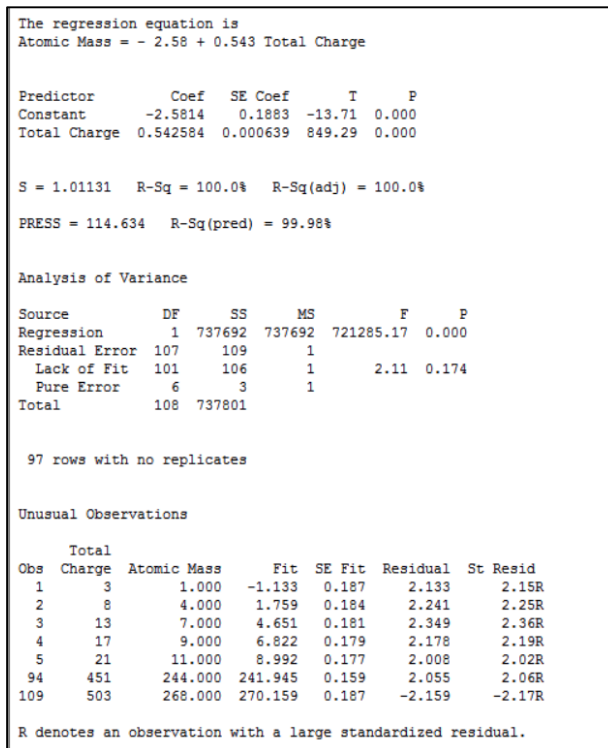 The regression equation is
Atomic Mass = - 2.58 + 0.543 Total Charge
Predictor Coef SE Coef T P
Constant -2.5814 0.1883 -13.71 0.000
Total Charge 0.542584 0.000639 849.29 0.000
S = 1.01131 R-Sq = 100.0% R-Sq(adj) = 100.0%
PRESS = 114.634 R-Sq(pred) = 99.98%
Analysis of Variance
Source DF SS MS F P
Regression 1 737692 737692 721285.17 0.000
Residual Error 107 109 1
Lack of Fit 101 106 1 2.11 0.174
Pure Error 6 3 1
Total 108 737801
97 rows with no replicates
Unusual Observations
Total
Obs Charge Atomic Mass Fit SE Fit Residual St Resid
1 3 1.000 -1.133 0.187 2.133 2.15R
2 8 4.000 1.759 0.184 2.241 2.25R
3 13 7.000 4.651 0.181 2.349 2.36R
4 17 9.000 6.822 0.179 2.178 2.19R
5 21 11.000 8.992 0.177 2.008 2.02R
94 451 244.000 241.945 0.159 2.055 2.06R
109 503 268.000 270.159 0.187 -2.159 -2.17R
R denotes an observation with a large standardized residual.